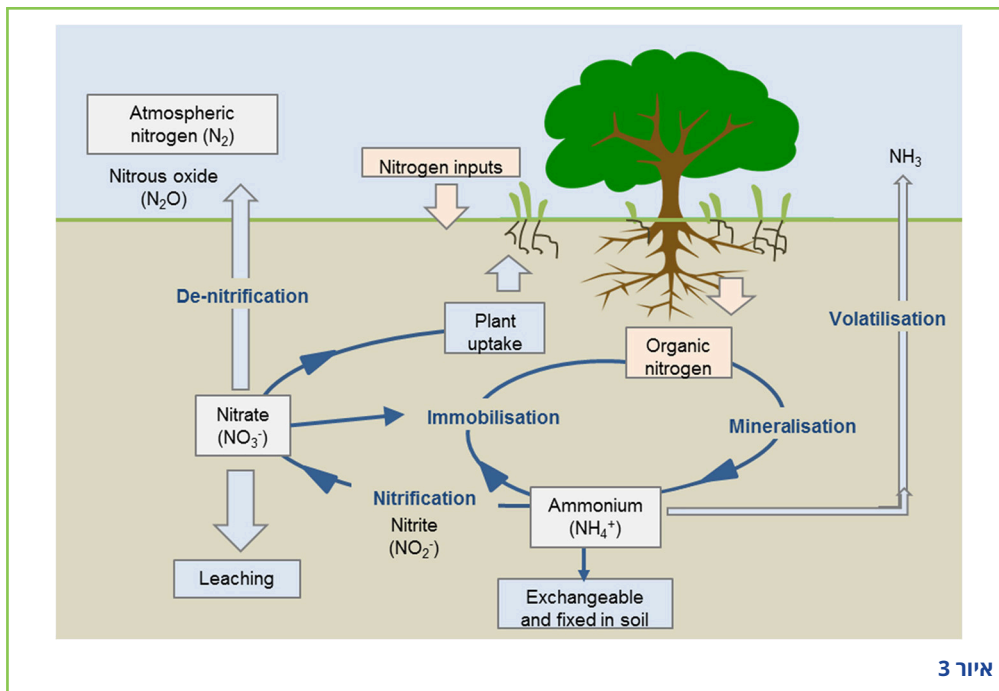 Atmospheric
nitrogen (N₂)
Nitrous oxide
(N₂O)
Nitrogen inputs
NH₃
De-nitrification
Plant
uptake
Organic
nitrogen
Volatilisation
Nitrate
(NO₃⁻)
Immobilisation
Mineralisation
Nitrification
Nitrite
(NO₂⁻)
Ammonium
(NH₄⁺)
Leaching
Exchangeable
and fixed in soil
איור 3